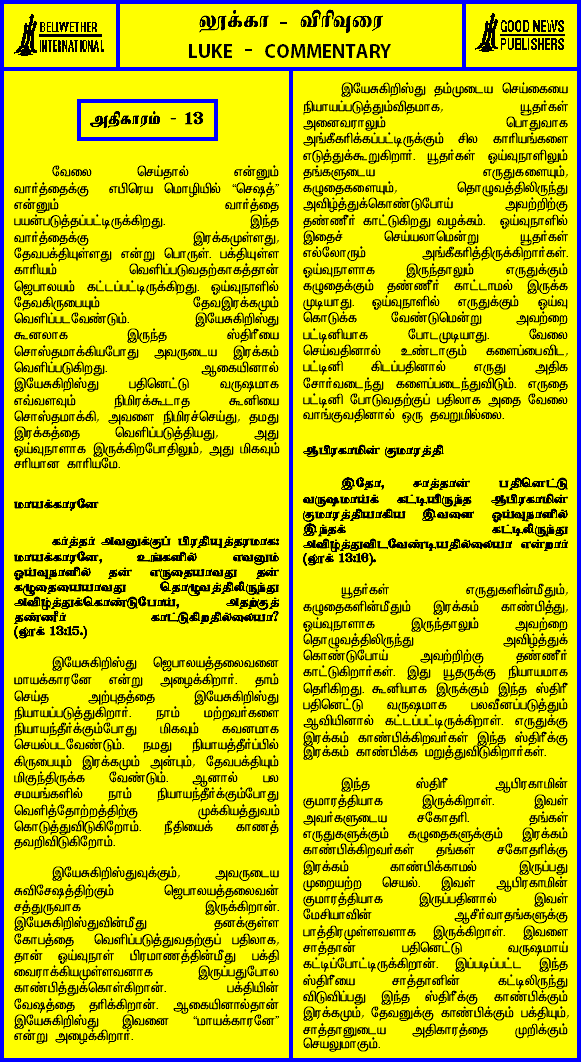 BELLWETHER
INTERNATIONAL
லூக்கா - விரிவுரை
LUKE - COMMENTARY
GOOD NEWS
PUBLISHERS
அதிகாரம் - 13
வேலை செய்தால் என்னும்
வார்த்தைக்கு எபிரெய மொழியில் “செஷத்”
என்னும் வார்த்தை
பயன்படுத்தப்பட்டிருக்கிறது. இந்த
வார்த்தைக்கு இரக்கமுள்ளது,
தேவபக்தியுள்ளது என்று பொருள். பக்தியுள்ள
காரியம் வெளிப்படுவதற்காகத்தான்
ஜெபாலயம் கட்டப்பட்டிருக்கிறது. ஓய்வுநாளில்
தேவகிருபையும் தேவஇரக்கமும்
வெளிப்படவேண்டும். இயேசுகிறிஸ்து
கூனலாக இருந்த ஸ்திரீயை
சொஸ்தமாக்கியபோது அவருடைய இரக்கம்
வெளிப்படுகிறது. ஆகையினால்
இயேசுகிறிஸ்து பதினெட்டு வருஷமாக
எவ்வளவும் நிமிரக்கூடாத கூனியை
சொஸ்தமாக்கி, அவளை நிமிரச்செய்து, தமது
இரக்கத்தை வெளிப்படுத்தியது, அது
ஓய்வுநாளாக இருக்கிறபோதிலும், அது மிகவும்
சரியான காரியமே.
மாயக்காரனே
கர்த்தர் அவனுக்குப் பிரதியுத்தரமாக:
மாயக்காரனே, உங்களில் எவனும்
ஓய்வுநாளில் தன் எருதையாவது தன்
கழுதையையாவது தொழுவத்திலிருந்து
அவிழ்த்துக்கொண்டுபோய், அதற்குத்
தண்ணீர் காட்டுகிறதில்லையா?
(லூக் 13:15.)
இயேசுகிறிஸ்து ஜெபாலயத்தலைவனை
மாயக்காரனே என்று அழைக்கிறார். தாம்
செய்த அற்புதத்தை இயேசுகிறிஸ்து
நியாயப்படுத்துகிறார். நாம் மற்றவர்களை
நியாயந்தீர்க்கும்போது மிகவும் கவனமாக
செயல்படவேண்டும். நமது நியாயத்தீர்ப்பில்
கிருபையும் இரக்கமும் அன்பும், தேவபக்தியும்
மிகுந்திருக்க வேண்டும். ஆனால் பல
சமயங்களில் நாம் நியாயந்தீர்க்கும்போது
வெளித்தோற்றத்திற்கு முக்கியத்துவம்
கொடுத்துவிடுகிறோம். நீதியைக் காணத்
தவறிவிடுகிறோம்.
இயேசுகிறிஸ்துவுக்கும், அவருடைய
சுவிசேஷத்திற்கும் ஜெபாலயத்தலைவன்
சத்துருவாக இருக்கிறான்.
இயேசுகிறிஸ்துவின்மீது தனக்குள்ள
கோபத்தை வெளிப்படுத்துவதற்குப் பதிலாக,
தான் ஓய்வுநாள் பிரமாணத்தின்மீது பக்தி
வைராக்கியமுள்ளவனாக இருப்பதுபோல
காண்பித்துக்கொள்கிறான். பக்தியின்
வேஷத்தை தரிக்கிறான். ஆகையினால்தான்
இயேசுகிறிஸ்து இவனை “மாயக்காரனே”
என்று அழைக்கிறார்.
இயேசுகிறிஸ்து தம்முடைய செய்கையை
நியாயப்படுத்தும்விதமாக, யூதர்கள்
அனைவராலும் பொதுவாக
அங்கீகரிக்கப்பட்டிருக்கும் சில காரியங்களை
எடுத்துக்கூறுகிறார். யூதர்கள் ஓய்வுநாளிலும்
தங்களுடைய எருதுகளையும்,
கழுதைகளையும், தொழுவத்திலிருந்து
அவிழ்த்துக்கொண்டுபோய் அவற்றிற்கு
தண்ணீர் காட்டுகிறது வழக்கம். ஓய்வுநாளில்
இதைச் செய்யலாமென்று யூதர்கள்
எல்லோரும் அங்கீகரித்திருக்கிறார்கள்.
ஓய்வுநாளாக இருந்தாலும் எருதுக்கும்
கழுதைக்கும் தண்ணீர் காட்டாமல் இருக்க
முடியாது. ஓய்வுநாளில் எருதுக்கும் ஓய்வு
கொடுக்க வேண்டுமென்று அவற்றை
பட்டினியாக போடமுடியாது. வேலை
செய்வதினால் உண்டாகும் களைப்பைவிட,
பட்டினி கிடப்பதினால் எருது அதிக
சோர்வடைந்து களைப்படைந்துவிடும். எருதை
பட்டினி போடுவதற்குப் பதிலாக அதை வேலை
வாங்குவதினால் ஒரு தவறுமில்லை.
ஆபிரகாமின் குமாரத்தி
இதோ, சாத்தான் பதினெட்டு
வருஷமாய்க் கட்டியிருந்த ஆபிரகாமின்
குமாரத்தியாகிய இவளை ஓய்வுநாளில்
இந்தக் கட்டிலிருந்து
அவிழ்த்துவிடவேண்டியதில்லையா என்றார்
(லூக் 13:16).
யூதர்கள் எருதுகளின்மீதும்,
கழுதைகளின்மீதும் இரக்கம் காண்பித்து,
ஓய்வுநாளாக இருந்தாலும் அவற்றை
தொழுவத்திலிருந்து அவிழ்த்துக்
கொண்டுபோய் அவற்றிற்கு தண்ணீர்
காட்டுகிறார்கள். இது யூதருக்கு நியாயமாக
தெரிகிறது. கூனியாக இருக்கும் இந்த ஸ்திரீ
பதினெட்டு வருஷமாக பலவீனப்படுத்தும்
ஆவியினால் கட்டப்பட்டிருக்கிறாள். எருதுக்கு
இரக்கம் காண்பிக்கிறவர்கள் இந்த ஸ்திரீக்கு
இரக்கம் காண்பிக்க மறுத்துவிடுகிறார்கள்.
இந்த ஸ்திரீ ஆபிரகாமின்
குமாரத்தியாக இருக்கிறாள். இவள்
அவர்களுடைய சகோதரி. தங்கள்
எருதுகளுக்கும் கழுதைகளுக்கும் இரக்கம்
காண்பிக்கிறவர்கள் தங்கள் சகோதரிக்கு
இரக்கம் காண்பிக்காமல் இருப்பது
முறையற்ற செயல். இவள் ஆபிரகாமின்
குமாரத்தியாக இருப்பதினால் இவள்
மேசியாவின் ஆசீர்வாதங்களுக்கு
பாத்திரமுள்ளவளாக இருக்கிறாள். இவளை
சாத்தான் பதினெட்டு வருஷமாய்
கட்டிப்போட்டிருக்கிறான். இப்படிப்பட்ட இந்த
ஸ்திரீயை சாத்தானின் கட்டிலிருந்து
விடுவிப்பது இந்த ஸ்திரீக்கு காண்பிக்கும்
இரக்கமும், தேவனுக்கு காண்பிக்கும் பக்தியும்,
சாத்தானுடைய அதிகாரத்தை முறிக்கும்
செயலுமாகும்.